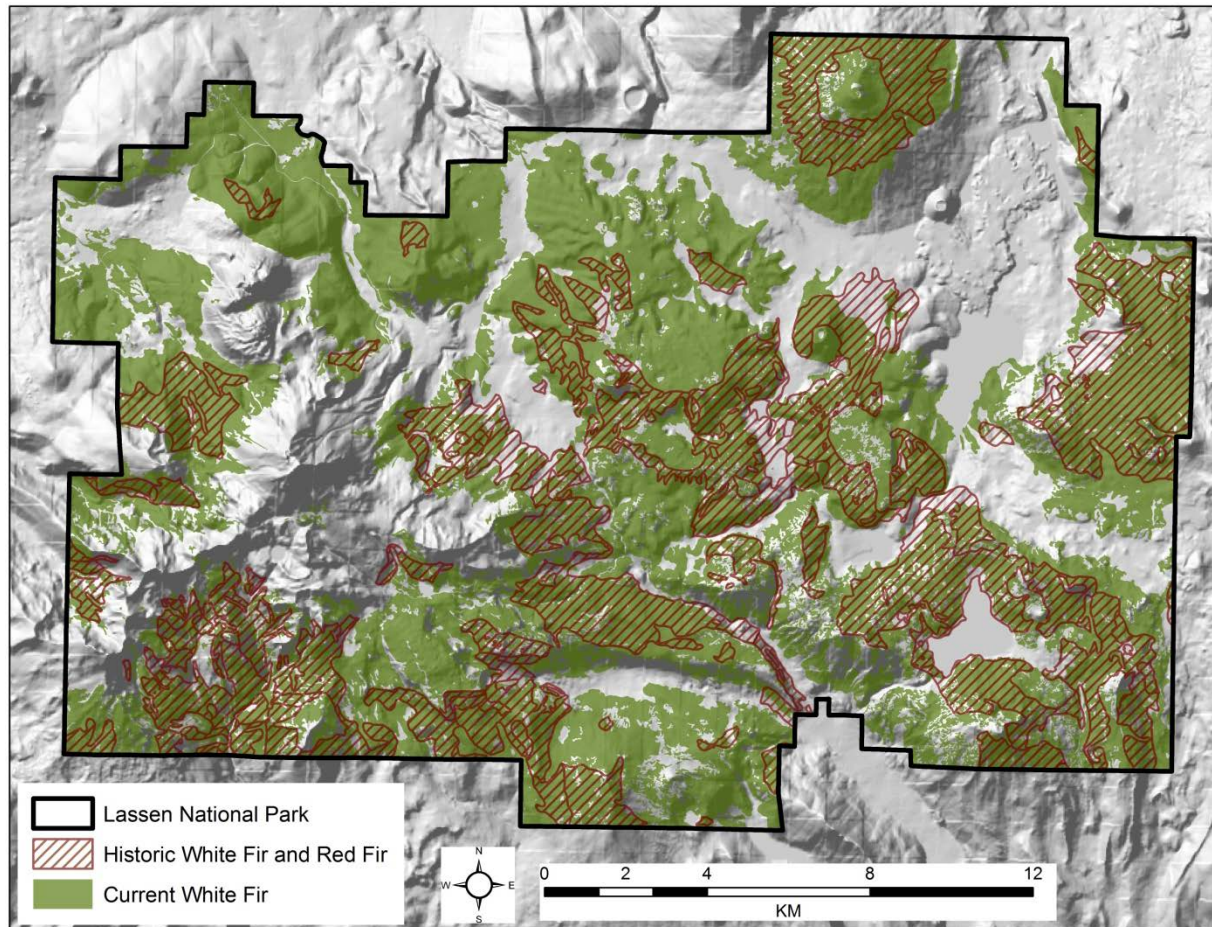 Lassen National Park
Historic White Fir and Red Fir
Current White Fir
N
W E
S
0 2 4 8 12
KM